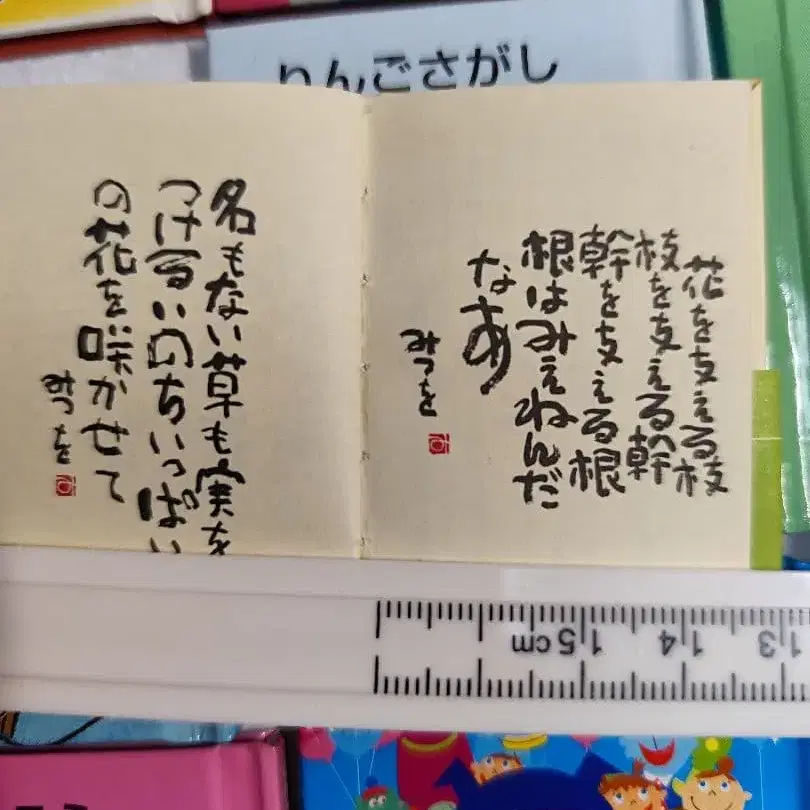 りんごさがし
花を支える枝
枝を支える幹
幹を支える根
根はみえねんだ
なあ
みつを
名もない草も実を
つけるいのちいっぱい
の花を咲かせて
みつを
15cm
14
13